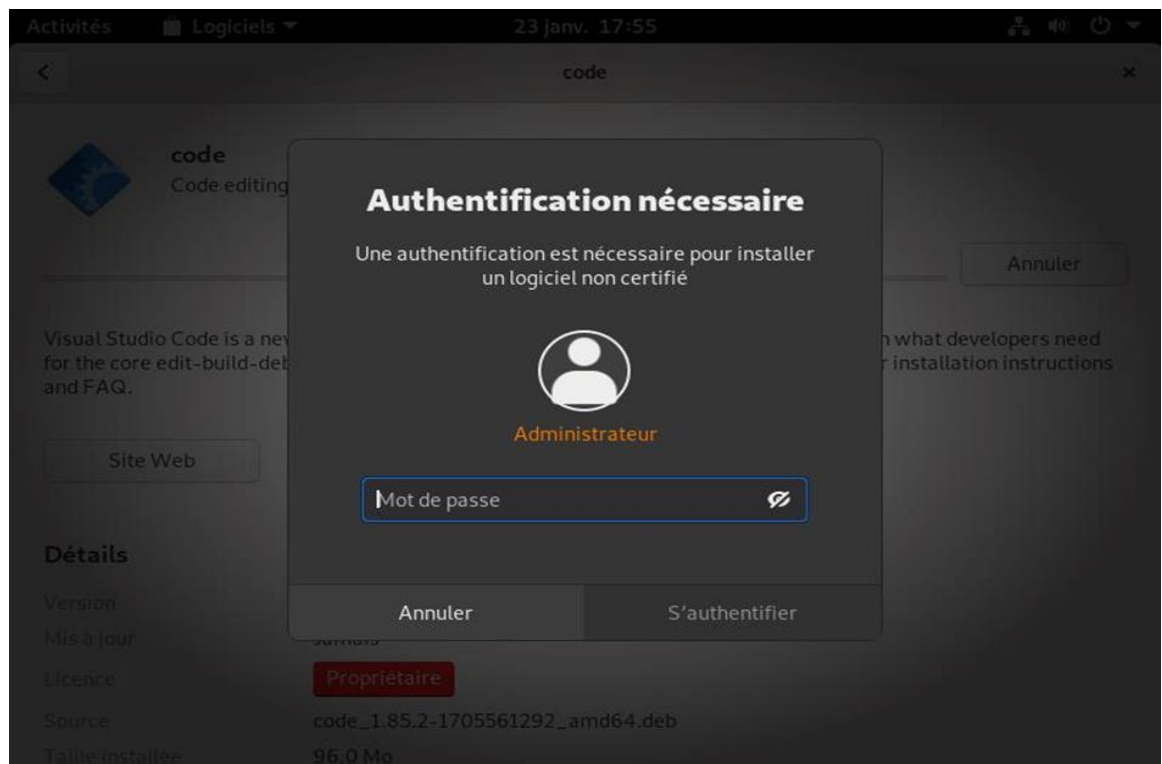 Activités Logiciels 23 janv. 17:55
code
code
Code editing
Authentification nécessaire
Une authentification est nécessaire pour installer
un logiciel non certifié
Annuler
Visual Studio Code is a new
n what developers need
for the core edit-build-deb
r installation instructions
and FAQ.
Administrateur
Site Web
Mot de passe
Détails
Version
Annuler S'authentifier
Mis à jour
Licence Propriétaire
Source code_1.85.2-1705561292_amd64.deb
Taille installée 96,0 Mo